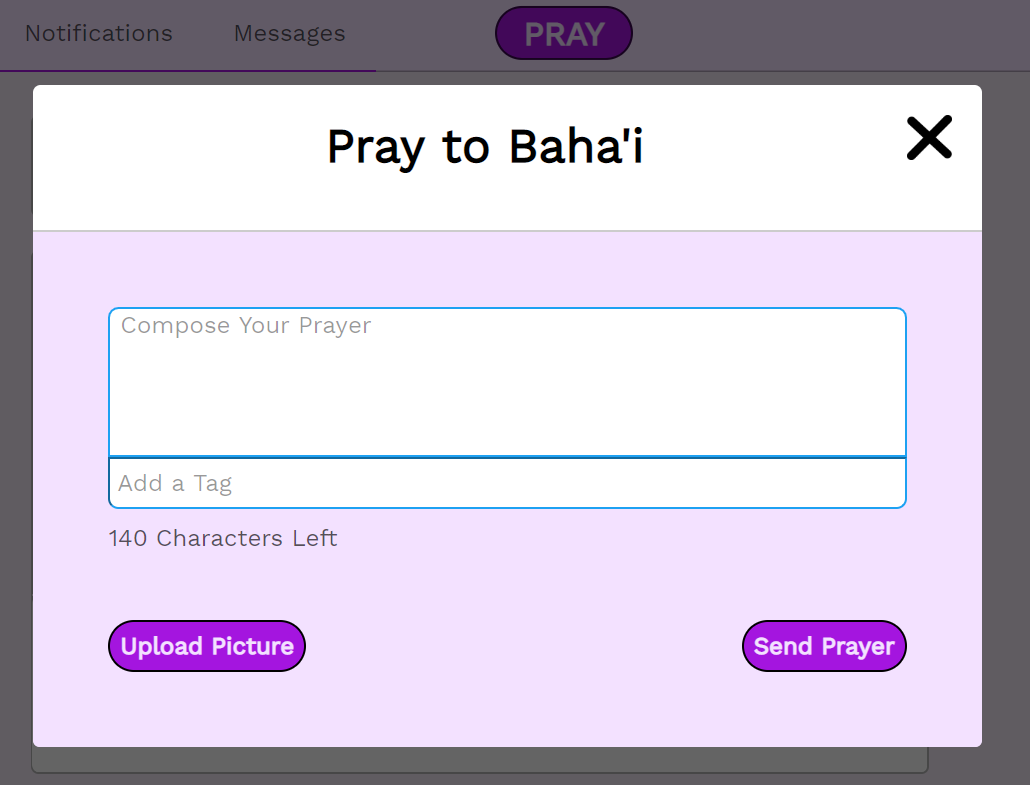 Notifications Messages PRAY
Pray to Baha'i
Compose Your Prayer
Add a Tag
140 Characters Left
Upload Picture Send Prayer